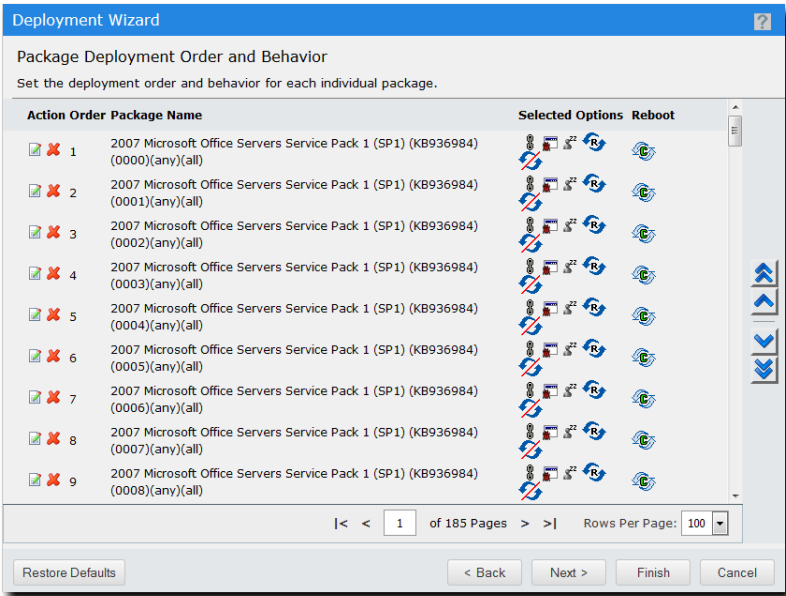 Deployment Wizard
?
Package Deployment Order and Behavior
Set the deployment order and behavior for each individual package.
Action Order Package Name Selected Options Reboot
1 2007 Microsoft Office Servers Service Pack 1 (SP1) (KB936984)
(0000)(any)(all)
2 2007 Microsoft Office Servers Service Pack 1 (SP1) (KB936984)
(0001)(any)(all)
3 2007 Microsoft Office Servers Service Pack 1 (SP1) (KB936984)
(0002)(any)(all)
4 2007 Microsoft Office Servers Service Pack 1 (SP1) (KB936984)
(0003)(any)(all)
5 2007 Microsoft Office Servers Service Pack 1 (SP1) (KB936984)
(0004)(any)(all)
6 2007 Microsoft Office Servers Service Pack 1 (SP1) (KB936984)
(0005)(any)(all)
7 2007 Microsoft Office Servers Service Pack 1 (SP1) (KB936984)
(0006)(any)(all)
8 2007 Microsoft Office Servers Service Pack 1 (SP1) (KB936984)
(0007)(any)(all)
9 2007 Microsoft Office Servers Service Pack 1 (SP1) (KB936984)
(0008)(any)(all)
|< < 1 of 185 Pages > >| Rows Per Page: 100
Restore Defaults < Back Next > Finish Cancel